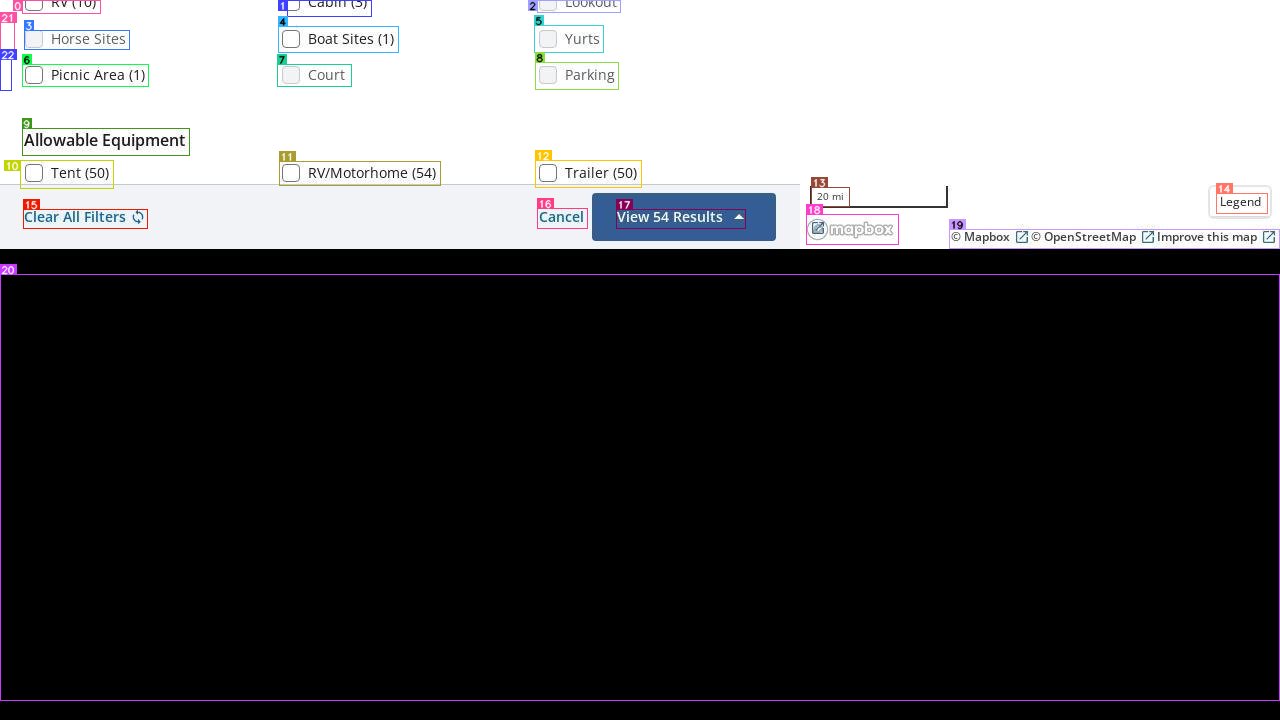 RV (10)
Cabin (3)
Lookout
Horse Sites
Boat Sites (1)
Yurts
Picnic Area (1)
Court
Parking
Allowable Equipment
Tent (50)
RV/Motorhome (54)
Trailer (50)
Clear All Filters
Cancel
View 54 Results
20 mi
Legend
mapbox
© Mapbox © OpenStreetMap Improve this map
0
1
2
3
4
5
6
7
8
9
10
11
12
13
14
15
16
17
18
19
20
21
22